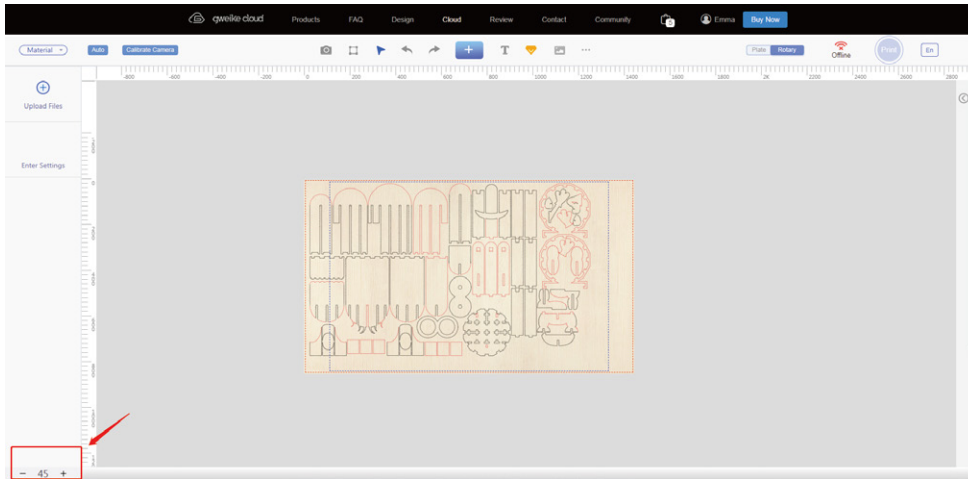 gweike cloud Products FAQ Design Cloud Review Contact Community Emma Buy Now
Material Auto Calibrate Camera T ... Plate Rotary Offline Print En
-800 -600 -400 -200 0 200 400 600 800 1000 1200 1400 1600 1800 2K 2200 2400 2600 2800
Upload Files
Enter Settings
- 45 +